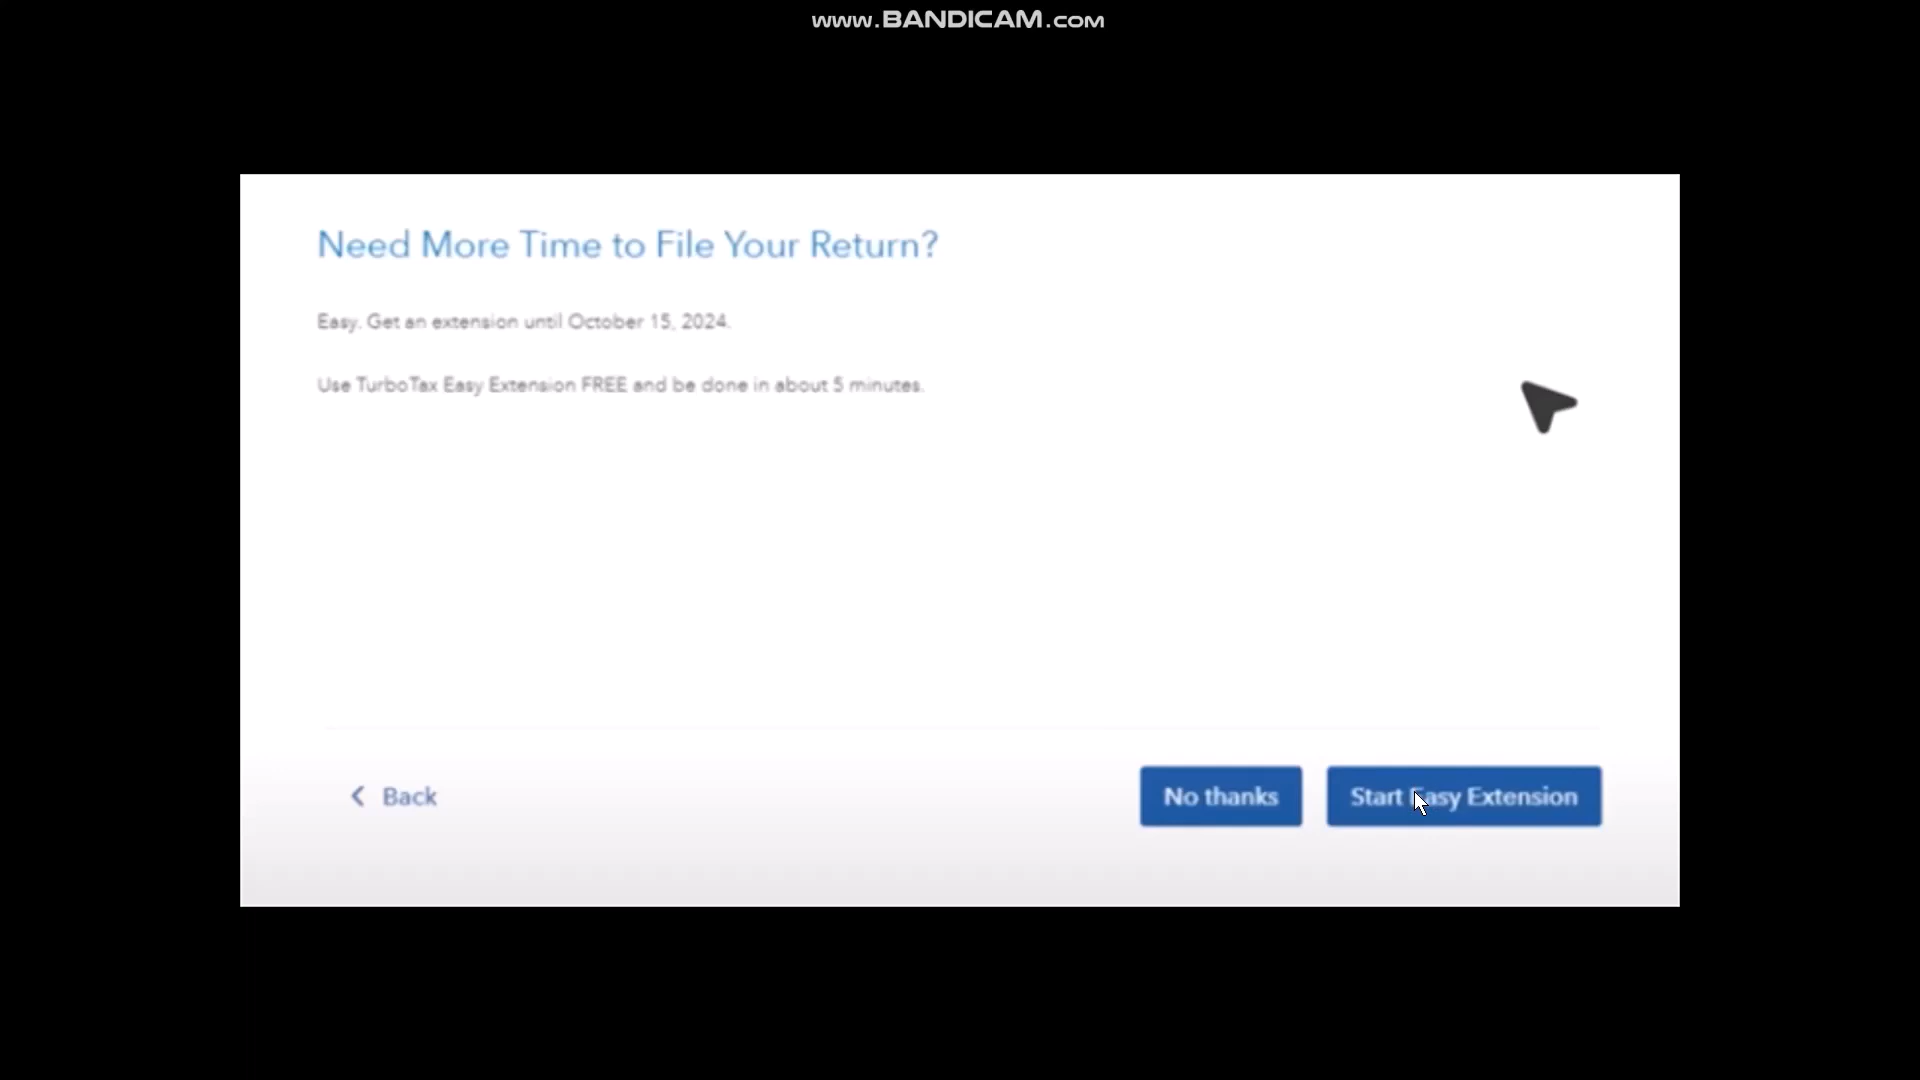 www.BANDICAM.com
Need More Time to File Your Return?
Easy. Get an extension until October 15, 2024.
Use TurboTax Easy Extension FREE and be done in about 5 minutes.
Back
No thanks
Start Easy Extension